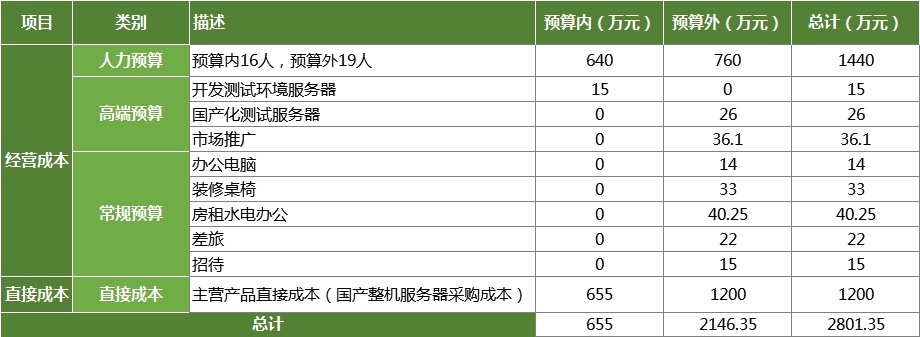 项目 类别 描述 预算内（万元） 预算外（万元） 总计（万元）
经营成本 人力预算 预算内16人，预算外19人 640 760 1440
高端预算 开发测试环境服务器 15 0 15
国产化测试服务器 0 26 26
市场推广 0 36.1 36.1
常规预算 办公电脑 0 14 14
装修桌椅 0 33 33
房租水电办公 0 40.25 40.25
差旅 0 22 22
招待 0 15 15
直接成本 直接成本 主营产品直接成本（国产整机服务器采购成本） 655 1200 1200
总计 655 2146.35 2801.35